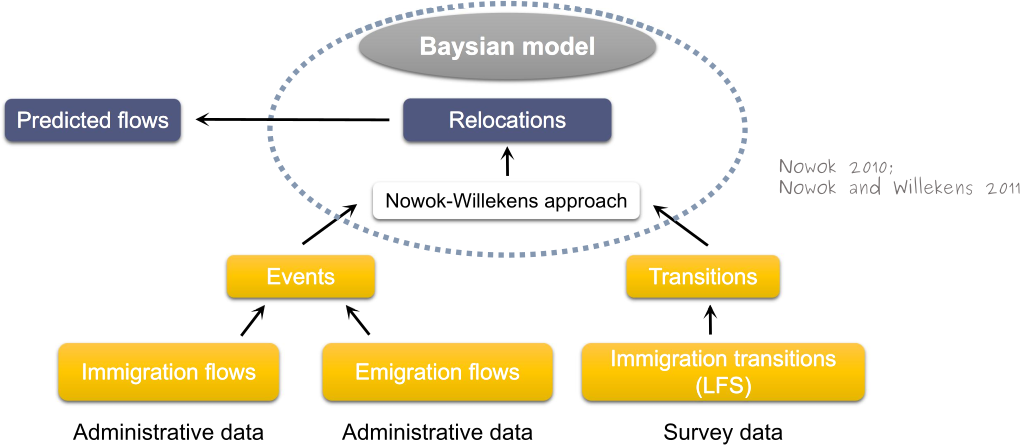 Baysian model
Predicted flows
Relocations
Nowok 2010;
Nowok and Willekens 2011
Nowok-Willekens approach
Events
Transitions
Immigration flows
Emigration flows
Immigration transitions
(LFS)
Administrative data
Administrative data
Survey data